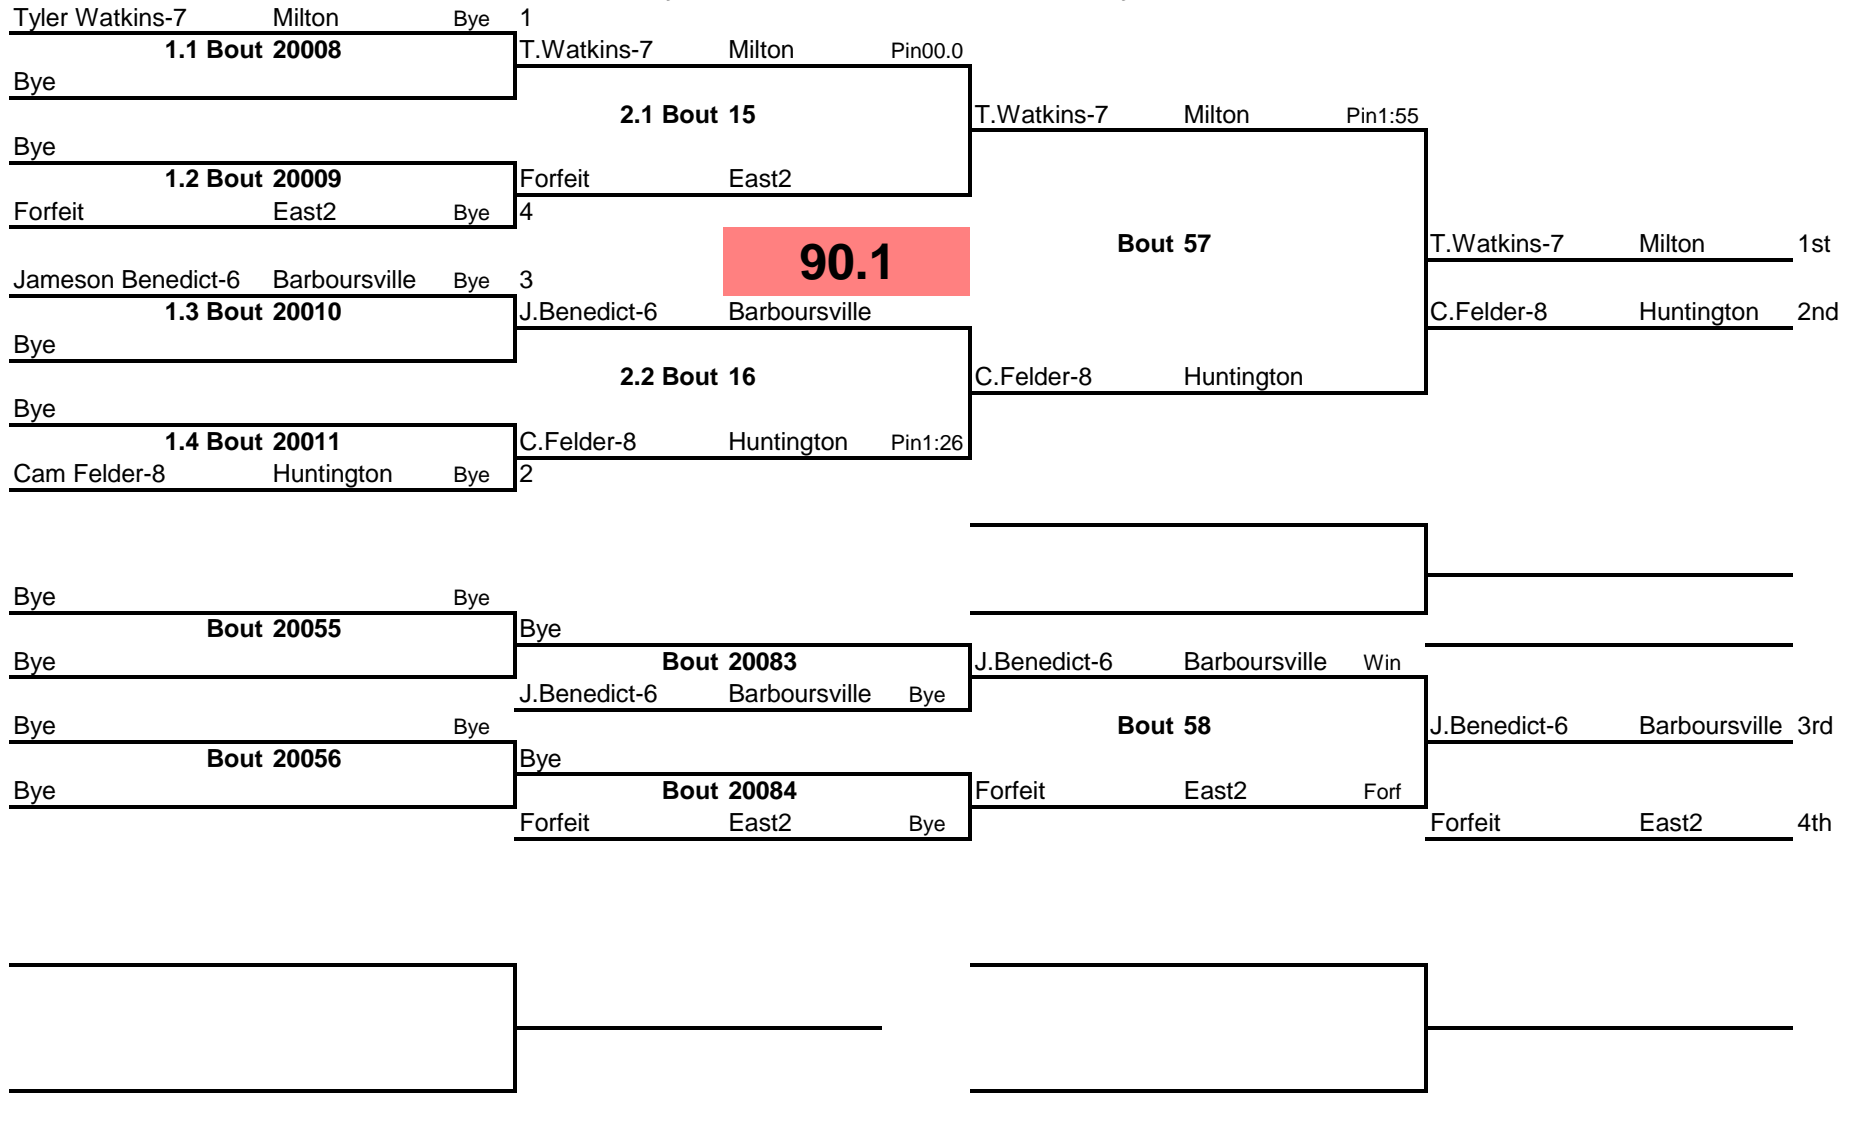 Tyler Watkins-7 Milton Bye 1
1.1 Bout 20008 T.Watkins-7 Milton Pin00.0
Bye
2.1 Bout 15 T.Watkins-7 Milton Pin1:55
Bye
1.2 Bout 20009 Forfeit East2
Forfeit East2 Bye 4
90.1 Bout 57 T.Watkins-7 Milton 1st
Jameson Benedict-6 Barboursville Bye 3
1.3 Bout 20010 J.Benedict-6 Barboursville C.Felder-8 Huntington 2nd
Bye
2.2 Bout 16 C.Felder-8 Huntington
Bye
1.4 Bout 20011 C.Felder-8 Huntington Pin1:26
Cam Felder-8 Huntington Bye 2
Bye Bye
Bout 20055 Bye
Bye Bout 20083 J.Benedict-6 Barboursville Win
J.Benedict-6 Barboursville Bye
Bye Bye Bout 58 J.Benedict-6 Barboursville 3rd
Bout 20056 Bye
Bye Bout 20084 Forfeit East2 Forf
Forfeit East2 Bye Forfeit East2 4th